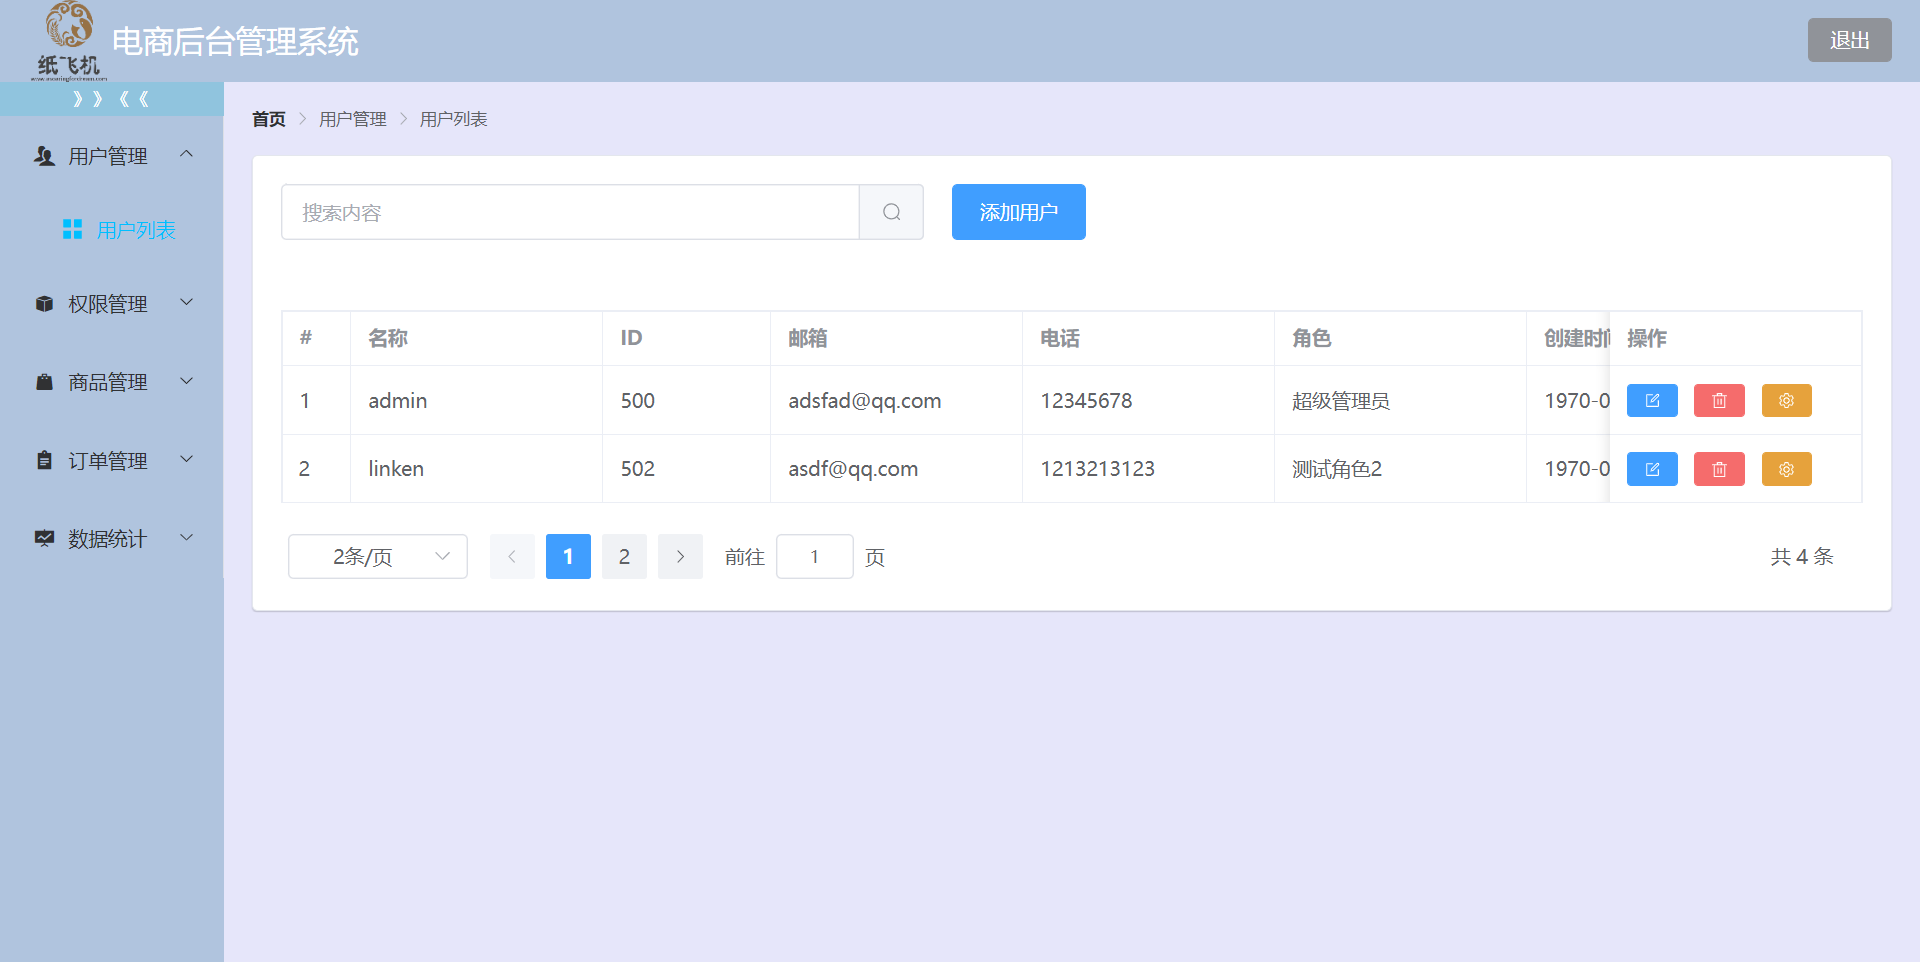 纸飞机
电商后台管理系统
退出
》》《《
用户管理
用户列表
权限管理
商品管理
订单管理
数据统计
首页 > 用户管理 > 用户列表
搜索内容
添加用户
# 名称 ID 邮箱 电话 角色 创建时间 操作
1 admin 500 adsfad@qq.com 12345678 超级管理员 1970-0
2 linken 502 asdf@qq.com 1213213123 测试角色2 1970-0
2条/页 < 1 2 > 前往 1 页 共 4 条